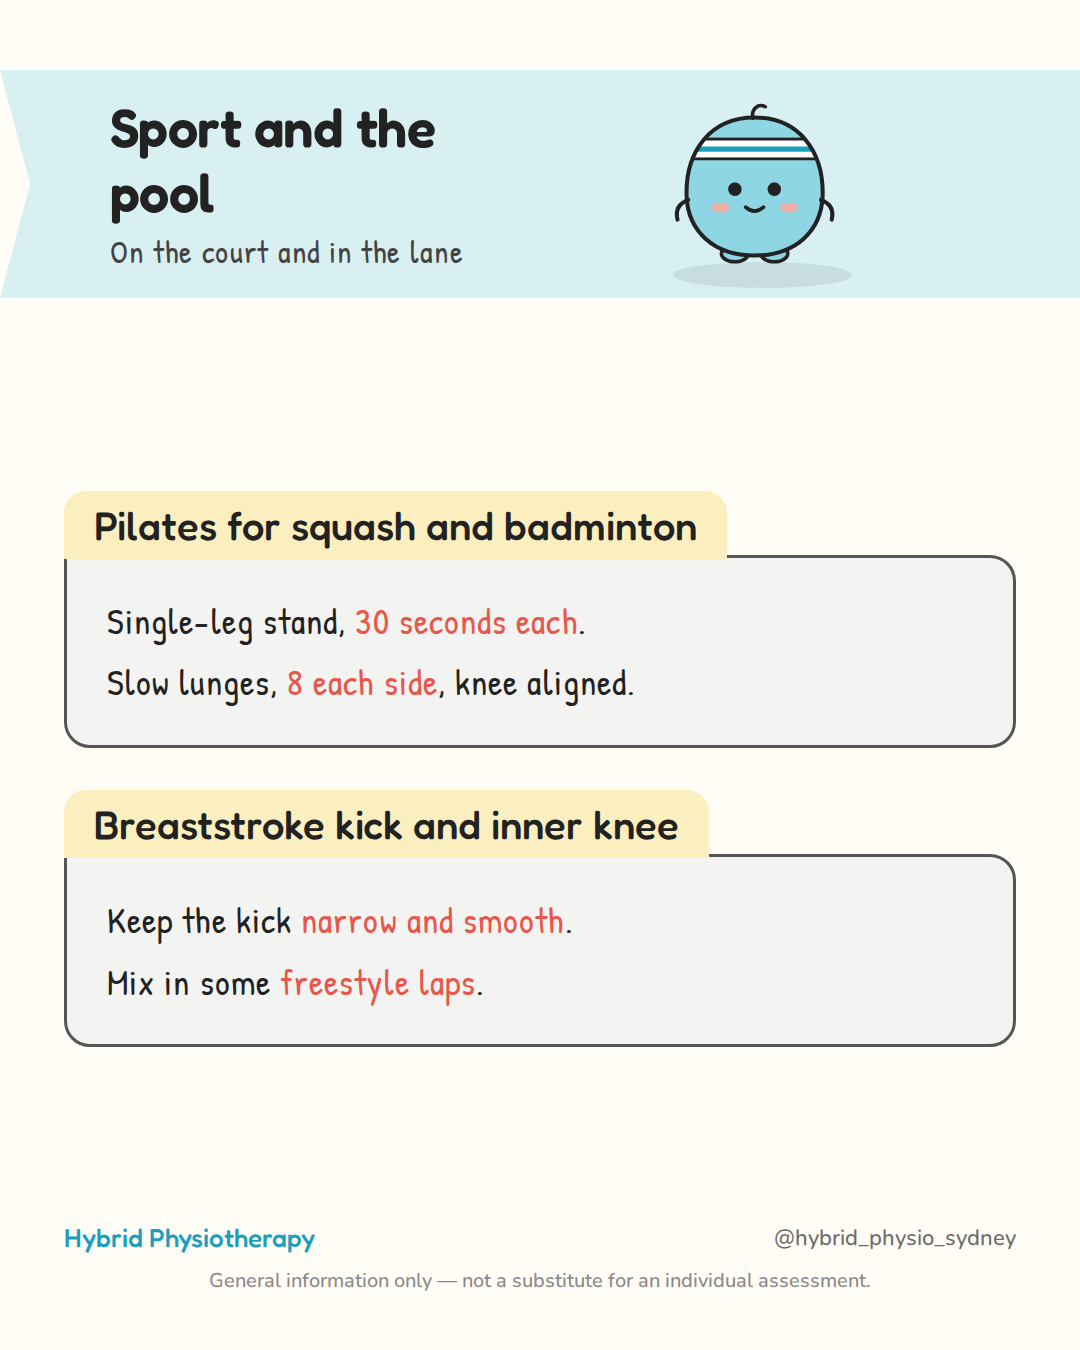 Sport and the
pool
On the court and in the lane
Pilates for squash and badminton
Single-leg stand, 30 seconds each.
Slow lunges, 8 each side, knee aligned.
Breaststroke kick and inner knee
Keep the kick narrow and smooth.
Mix in some freestyle laps.
Hybrid Physiotherapy
@hybrid_physio_sydney
General information only — not a substitute for an individual assessment.